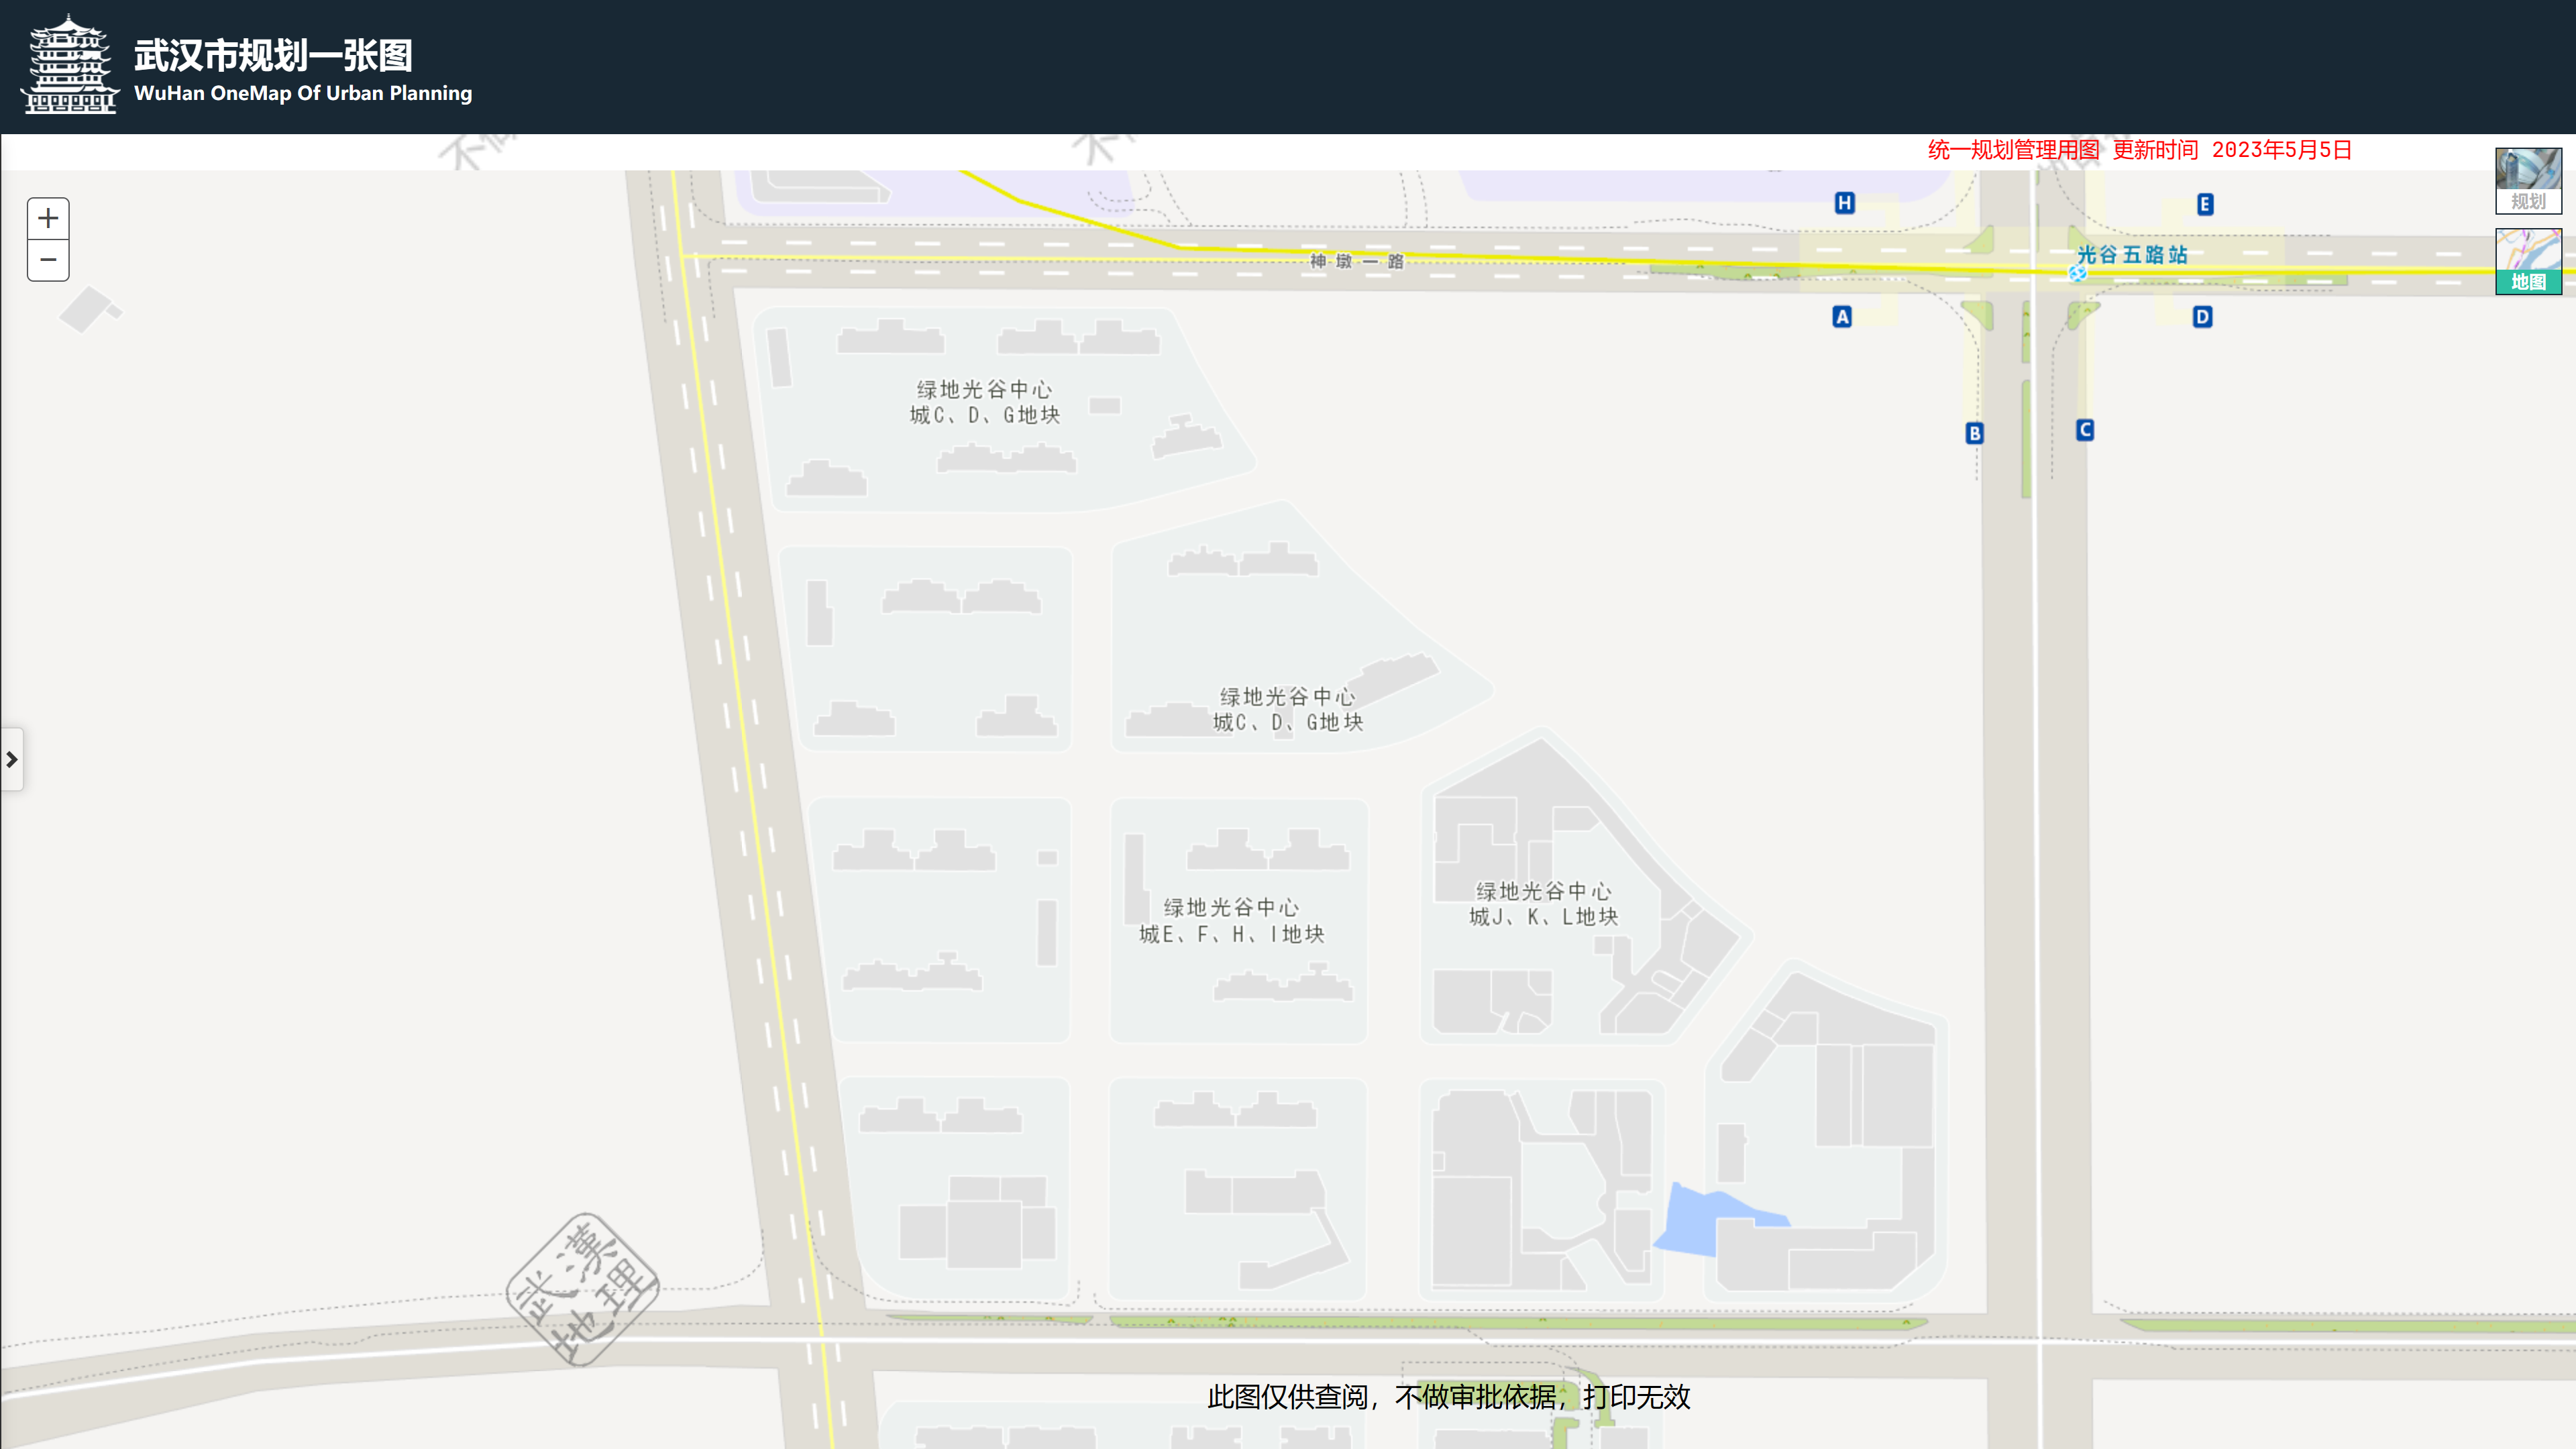 武汉市规划一张图
WuHan OneMap Of Urban Planning
统一规划管理用图 更新时间 2023年5月5日
规划
地图
+
−
H
E
神墩一路
光谷五路站
A
D
绿地光谷中心
城C、D、G地块
B
C
绿地光谷中心
城C、D、G地块
绿地光谷中心
城J、K、L地块
绿地光谷中心
城E、F、H、I地块
武漢
地理
此图仅供查阅，不做审批依据，打印无效